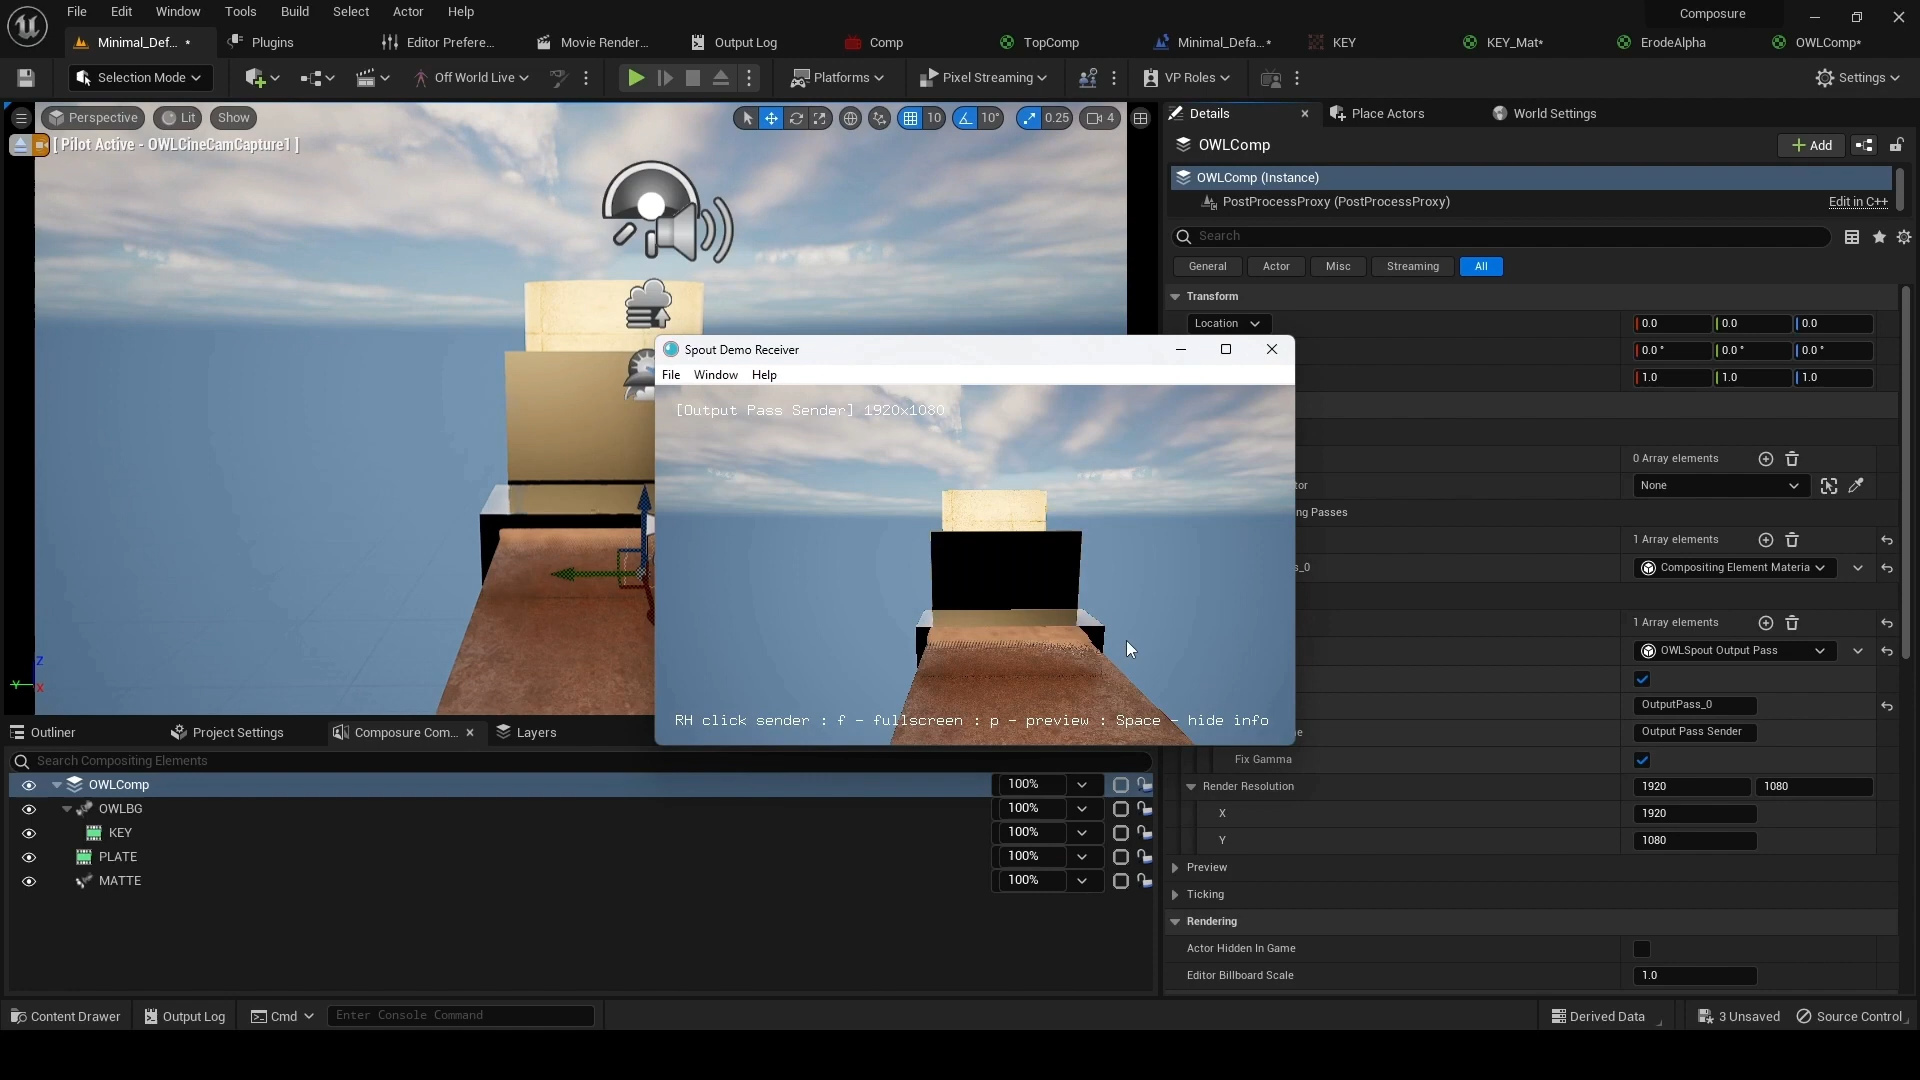 File Edit Window Tools Build Select Actor Help
Composure
Minimal_Def... •
Plugins
Editor Prefere...
Movie Render...
Output Log
Comp
TopComp
Minimal_Defa...*
KEY
KEY_Mat*
ErodeAlpha
OWLComp*
Selection Mode
Off World Live
Platforms
Pixel Streaming
VP Roles
Settings
Perspective
Lit
Show
10
10°
0.25
4
Details
Place Actors
World Settings
[ Pilot Active - OWLCineCamCapture1 ]
OWLComp
Add
OWLComp (Instance)
PostProcessProxy (PostProcessProxy)
Edit in C++
Search
General
Actor
Misc
Streaming
All
Transform
Location
0.0 0.0 0.0
0.0 ° 0.0 ° 0.0 °
1.0 1.0 1.0
Spout Demo Receiver
File Window Help
[Output Pass Sender] 1920x1080
RH click sender : f - fullscreen : p - preview : Space - hide info
0 Array elements
tor
None
ng Passes
1 Array elements
s_0
Compositing Element Materia
1 Array elements
OWLSpout Output Pass
OutputPass_0
e
Output Pass Sender
Fix Gamma
Render Resolution
1920 1080
X
1920
Y
1080
Preview
Ticking
Rendering
Actor Hidden In Game
Editor Billboard Scale
1.0
Z
Y
X
Outliner
Project Settings
Composure Com...
Layers
Search Compositing Elements
OWLComp
100%
OWLBG
100%
KEY
100%
PLATE
100%
MATTE
100%
Content Drawer
Output Log
Cmd
Enter Console Command
Derived Data
3 Unsaved
Source Control